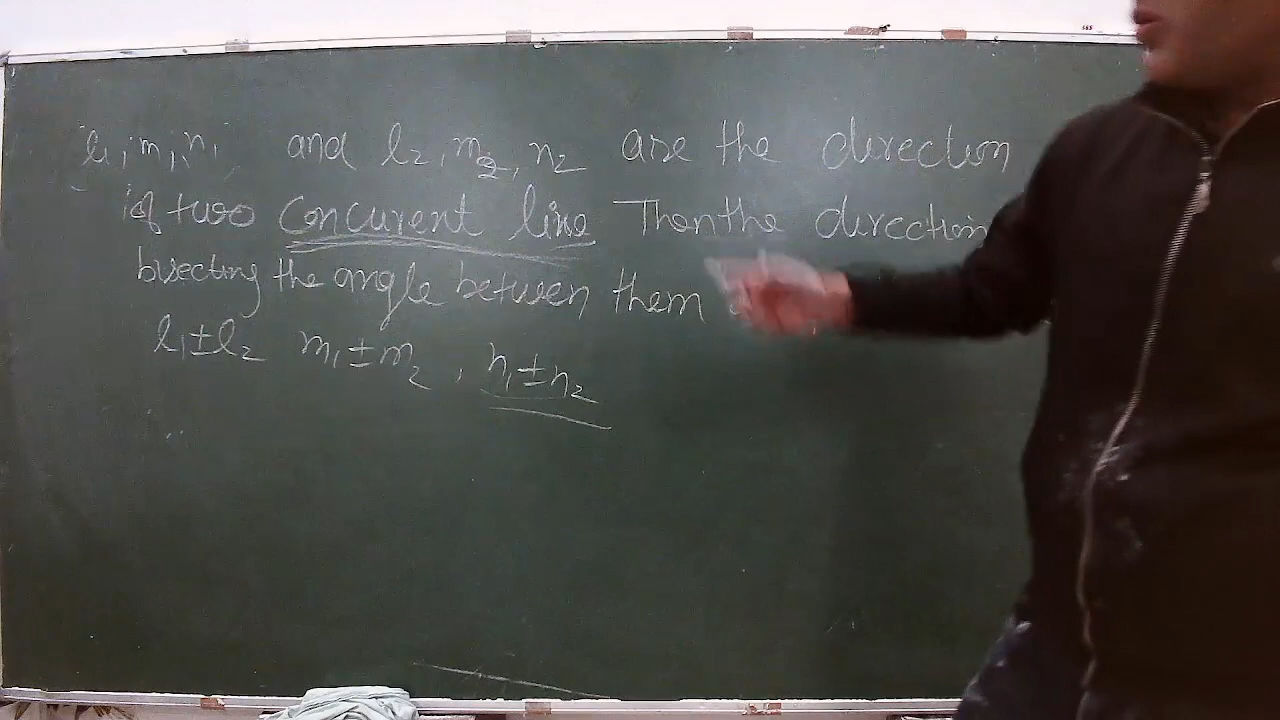 l₁, m₁, n₁ and l₂, m₂, n₂ are the direction
of two concurent line Then the direction
bisecting the angle between them
l₁±l₂ m₁±m₂, n₁±n₂